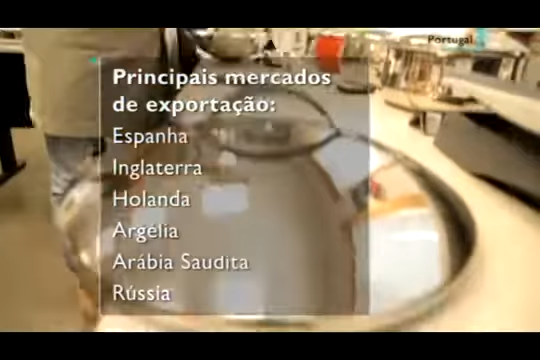 Portugal
Principais mercados
de exportação:
Espanha
Inglaterra
Holanda
Argélia
Arábia Saudita
Rússia